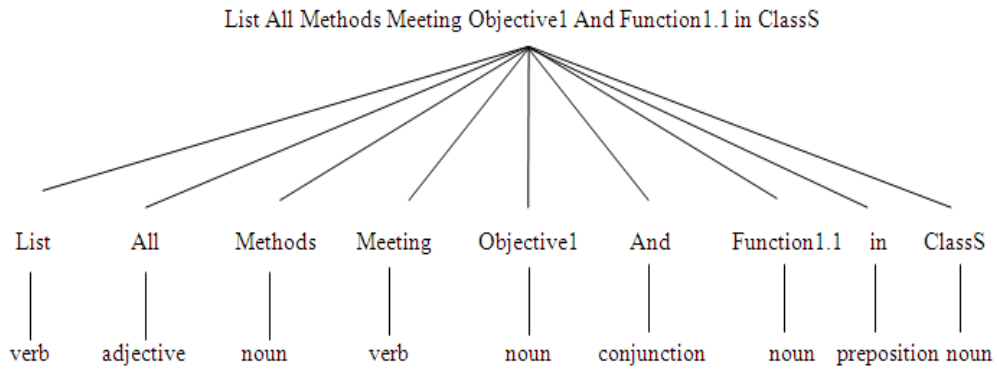 List All Methods Meeting Objective1 And Function1.1 in ClassS
List All Methods Meeting Objective1 And Function1.1 in ClassS
verb adjective noun verb noun conjunction noun preposition noun